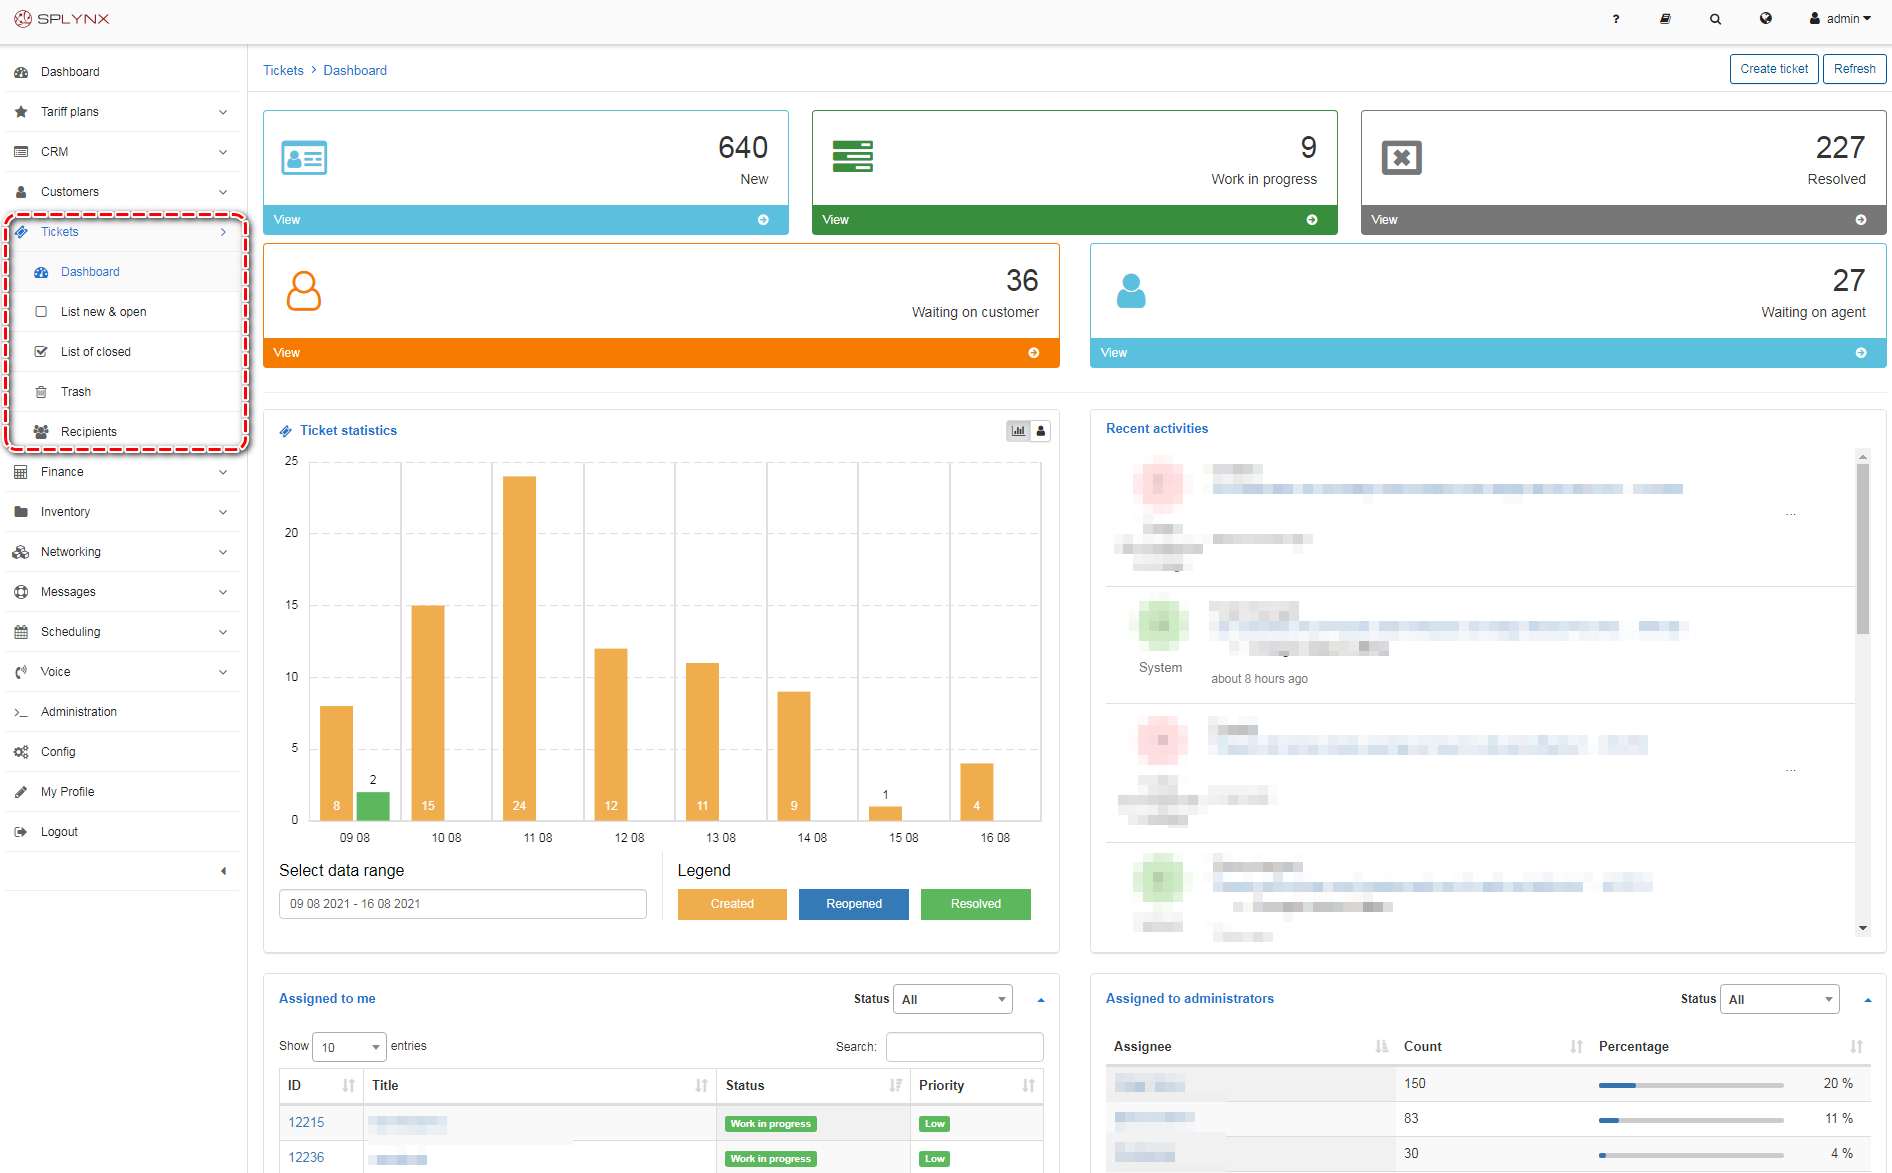 SPLYNX
? admin
Dashboard
Tariff plans
CRM
Customers
Tickets
Dashboard
List new & open
List of closed
Trash
Recipients
Finance
Inventory
Networking
Messages
Scheduling
Voice
Administration
Config
My Profile
Logout
Tickets > Dashboard
Create ticket Refresh
640
New
View
9
Work in progress
View
227
Resolved
View
36
Waiting on customer
View
27
Waiting on agent
View
Ticket statistics
25
20
15
10
5
0
8 2 15 24 12 11 9 1 4
09 08 10 08 11 08 12 08 13 08 14 08 15 08 16 08
Select data range
09 08 2021 - 16 08 2021
Legend
Created Reopened Resolved
Recent activities
...
System
about 8 hours ago
...
Assigned to me
Status All
Show 10 entries
Search:
ID Title Status Priority
12215 Work in progress Low
12236 Work in progress Low
Assigned to administrators
Status All
Assignee Count Percentage
150 20 %
83 11 %
30 4 %